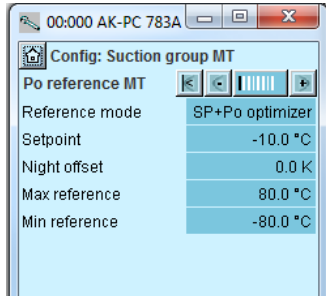 00:000 AK-PC 783A
Config: Suction group MT
Po reference MT
Reference mode SP+Po optimizer
Setpoint -10.0 °C
Night offset 0.0 K
Max reference 80.0 °C
Min reference -80.0 °C